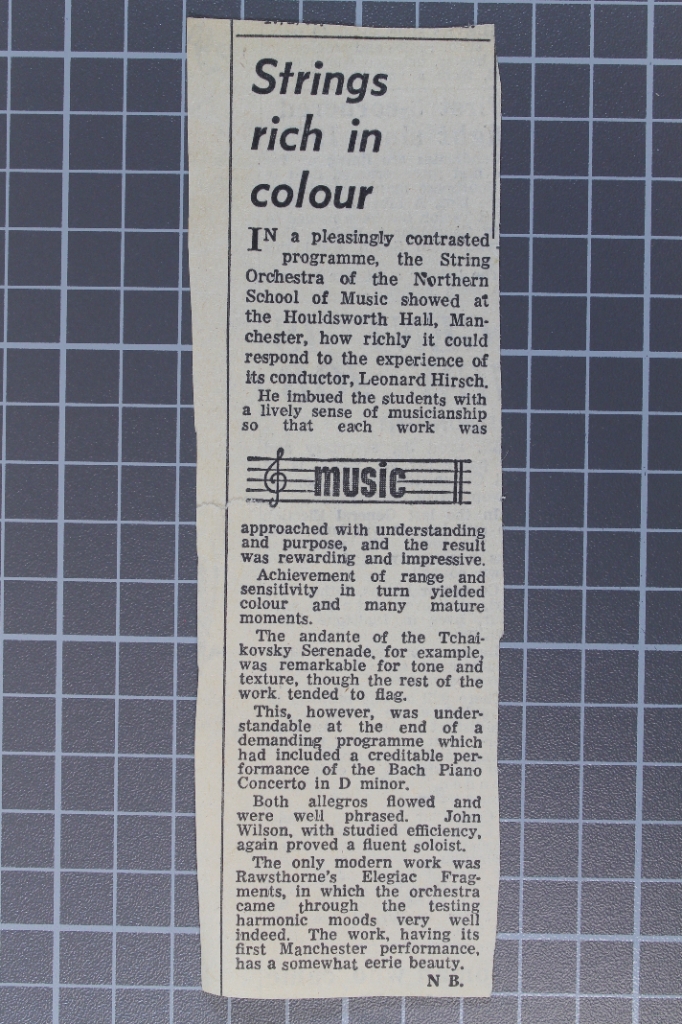 Strings
rich in
colour
IN a pleasingly contrasted
programme, the String
Orchestra of the Northern
School of Music showed at
the Houldsworth Hall, Man-
chester, how richly it could
respond to the experience of
its conductor, Leonard Hirsch.
He imbued the students with
a lively sense of musicianship
so that each work was
music
approached with understanding
and purpose, and the result
was rewarding and impressive.
Achievement of range and
sensitivity in turn yielded
colour and many mature
moments.
The andante of the Tchai-
kovsky Serenade, for example,
was remarkable for tone and
texture, though the rest of the
work tended to flag.
This, however, was under-
standable at the end of a
demanding programme which
had included a creditable per-
formance of the Bach Piano
Concerto in D minor.
Both allegros flowed and
were well phrased. John
Wilson, with studied efficiency,
again proved a fluent soloist.
The only modern work was
Rawsthorne's Elegiac Frag-
ments, in which the orchestra
came through the testing
harmonic moods very well
indeed. The work, having its
first Manchester performance,
has a somewhat eerie beauty.
N B.